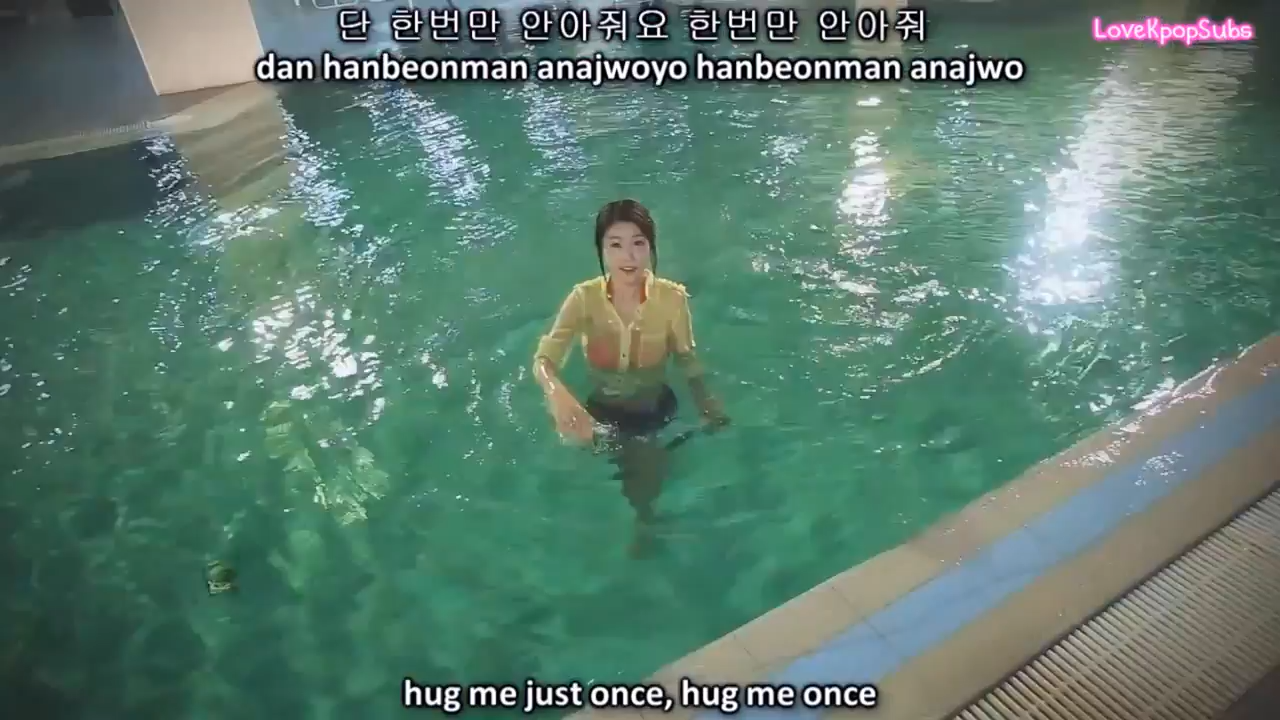 단 한번만 안아줘요 한번만 안아줘
LoveKpopSubs
dan hanbeonman anajwoyo hanbeonman anajwo
hug me just once, hug me once